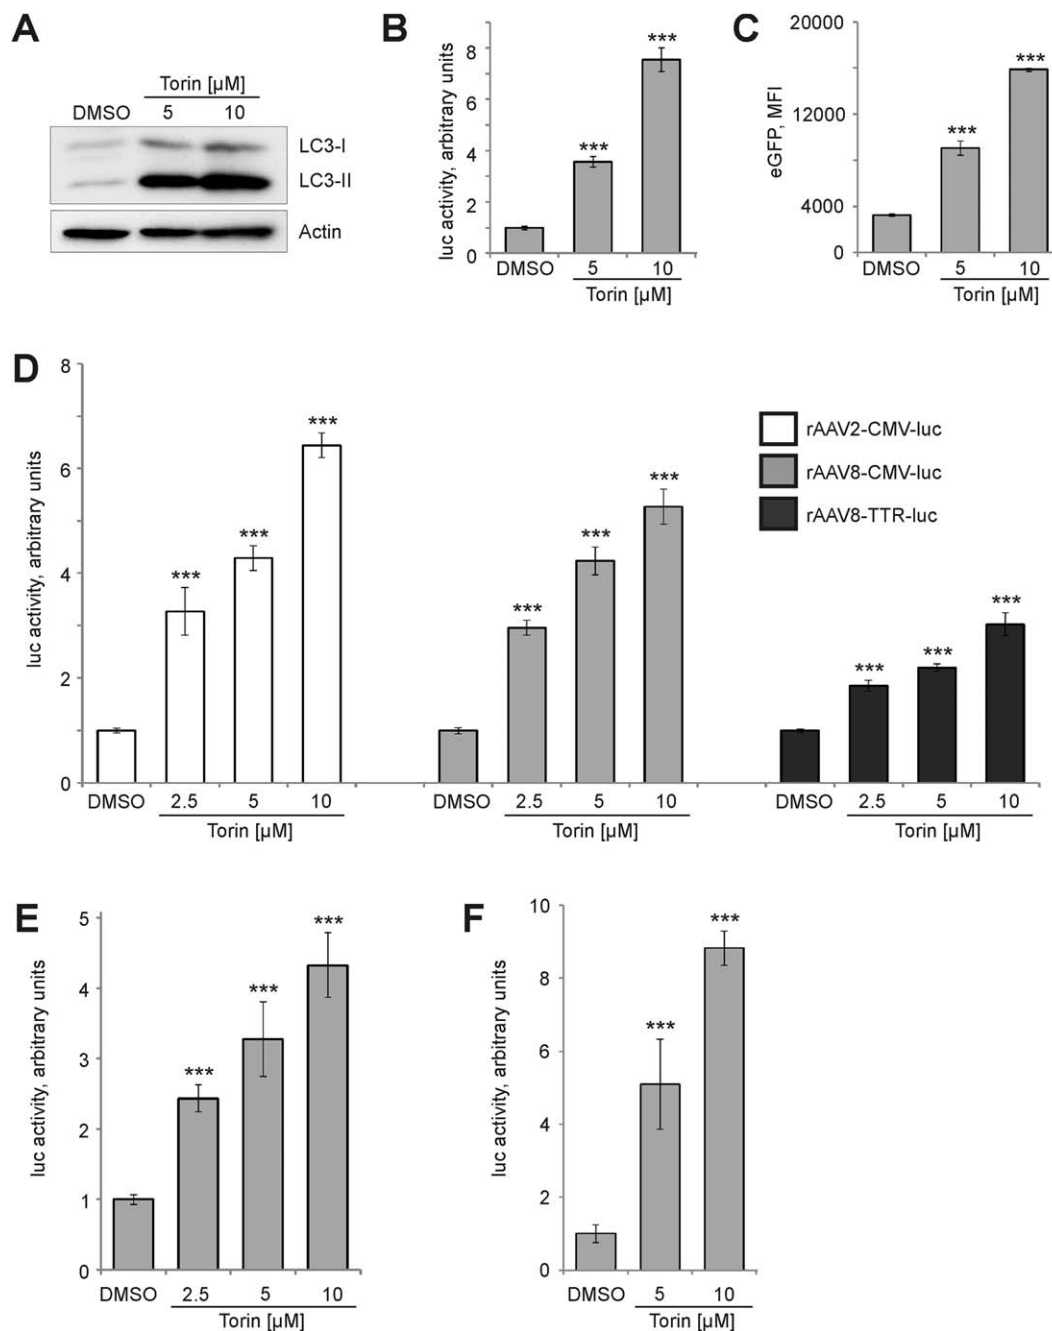 A
Torin [µM]
DMSO 5 10
LC3-I
LC3-II
Actin
B
luc activity, arbitrary units
8
6
4
2
0
***
***
DMSO 5 10
Torin [µM]
C
eGFP, MFI
20000
12000
4000
0
***
***
DMSO 5 10
Torin [µM]
D
luc activity, arbitrary units
8
6
4
2
0
***
***
***
***
***
***
***
***
***
rAAV2-CMV-luc
rAAV8-CMV-luc
rAAV8-TTR-luc
DMSO 2.5 5 10 DMSO 2.5 5 10 DMSO 2.5 5 10
Torin [µM] Torin [µM] Torin [µM]
E
luc activity, arbitrary units
5
4
3
2
1
0
***
***
***
DMSO 2.5 5 10
Torin [µM]
F
luc activity, arbitrary units
10
8
6
4
2
0
***
***
DMSO 5 10
Torin [µM]